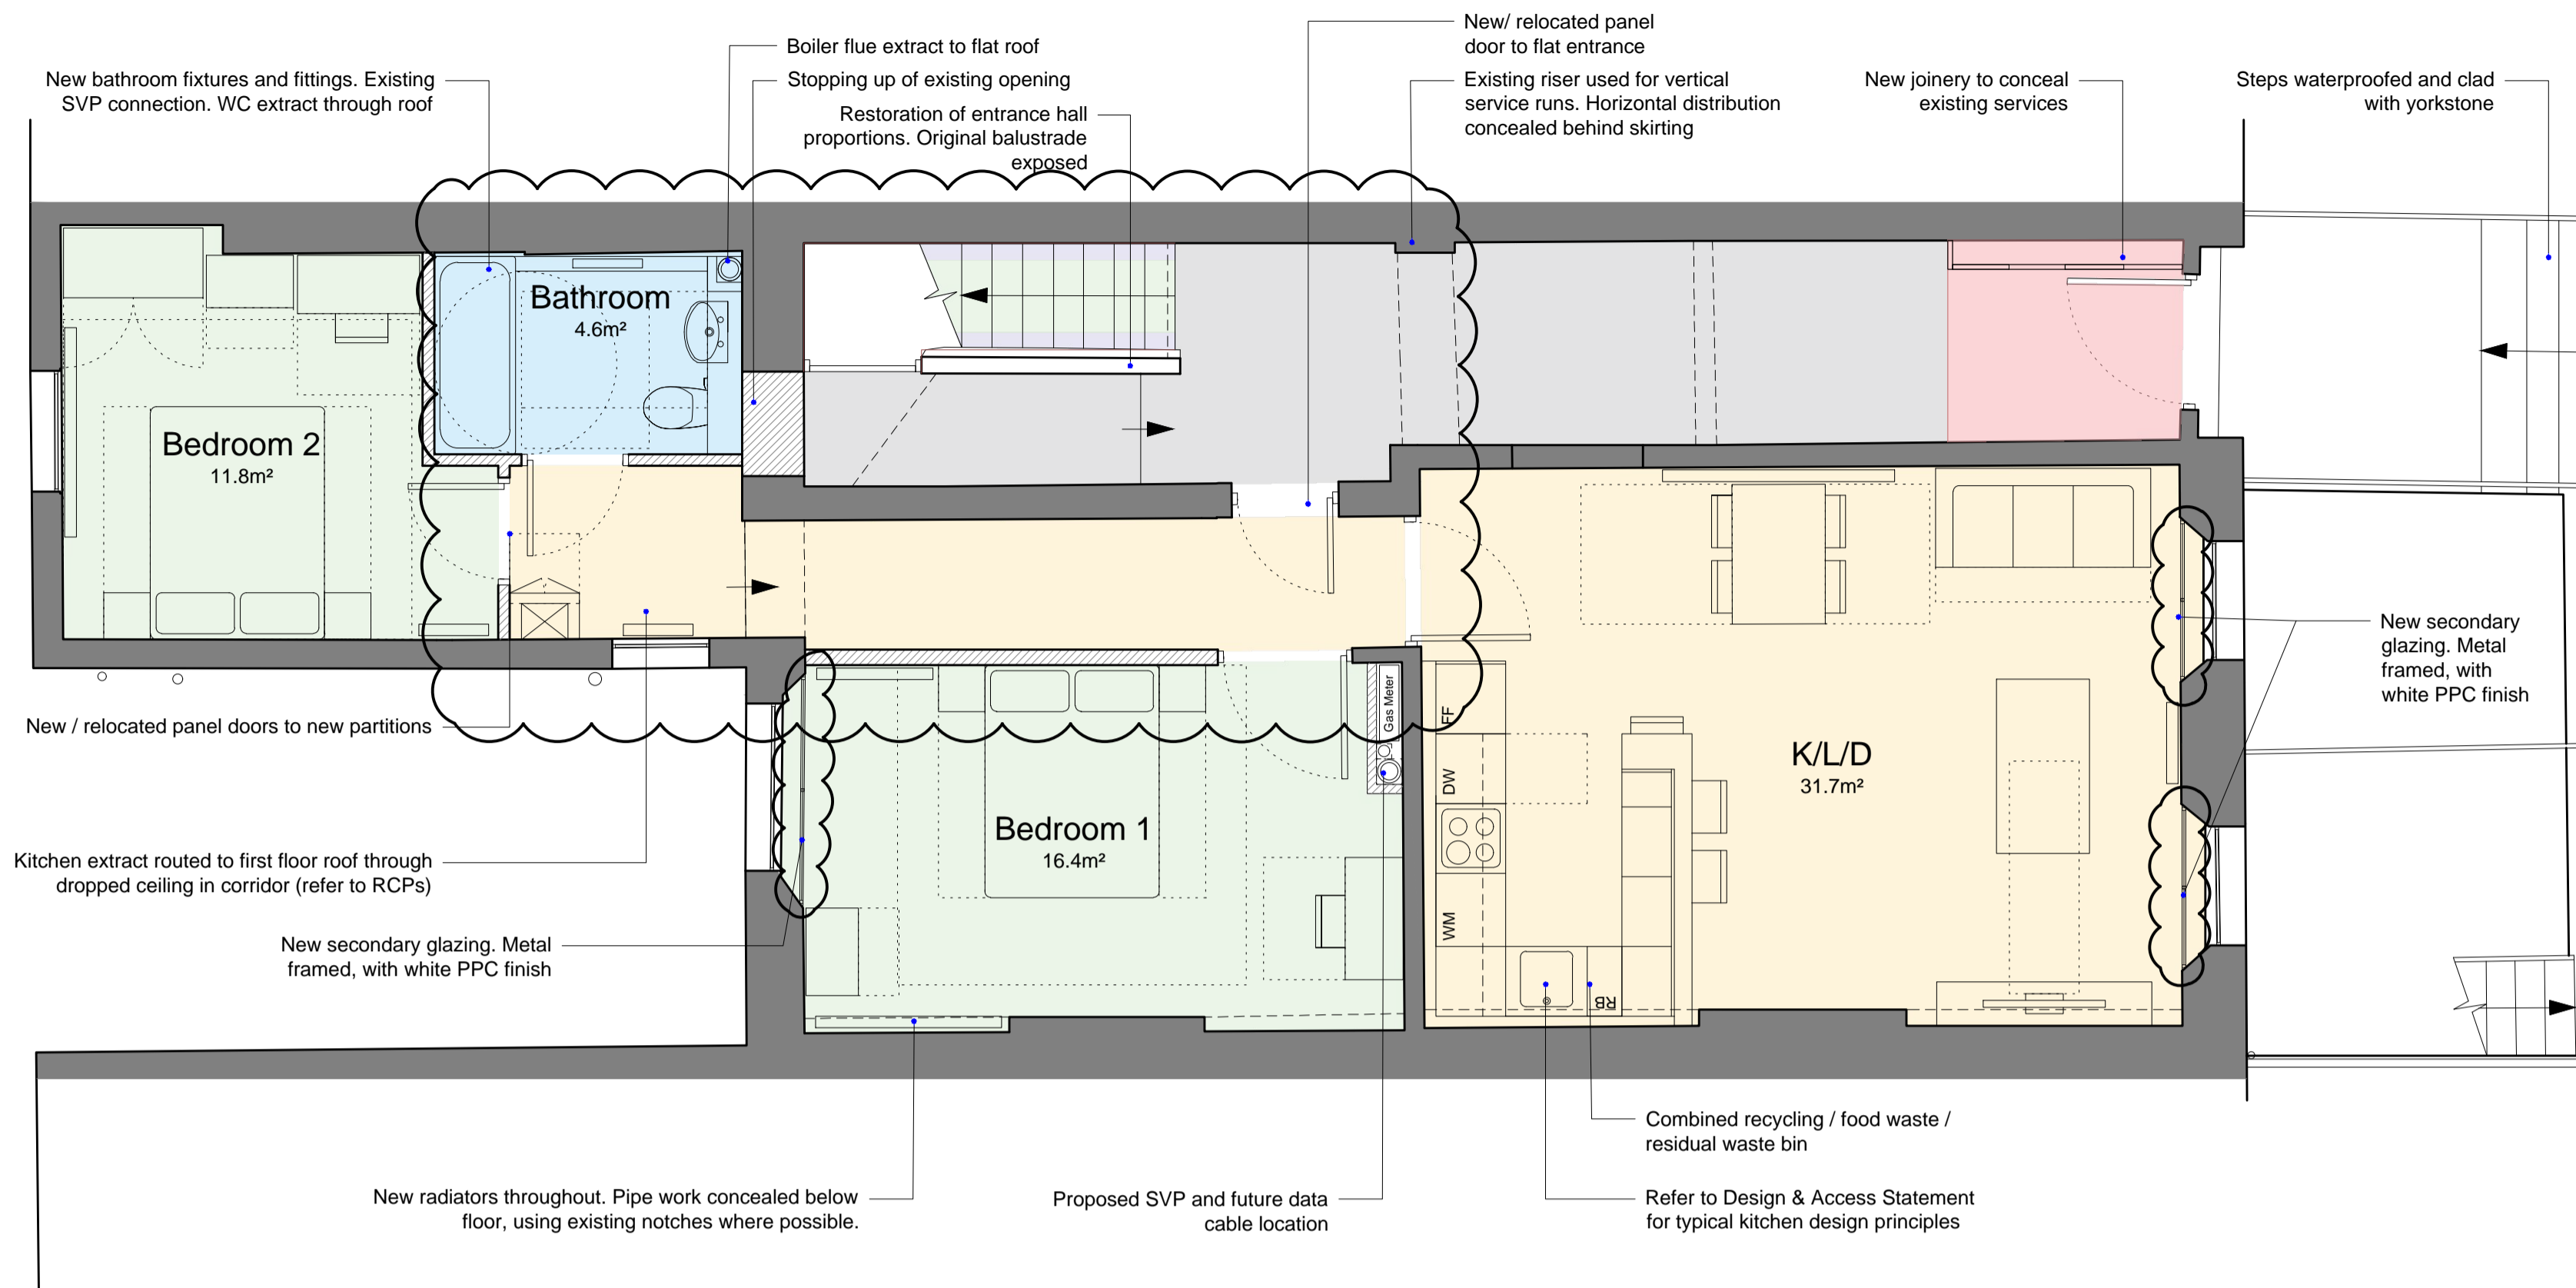 New/ relocated panel
door to flat entrance
Boiler flue extract to flat roof
New bathroom fixtures and fittings. Existing
SVP connection. WC extract through roof
Stopping up of existing opening
Existing riser used for vertical
service runs. Horizontal distribution
concealed behind skirting
New joinery to conceal
existing services
Steps waterproofed and clad
with yorkstone
Restoration of entrance hall
proportions. Original balustrade
exposed
Bathroom
4.6m²
Bedroom 2
11.8m²
New secondary
glazing. Metal
framed, with
white PPC finish
Gas Meter
FF
New / relocated panel doors to new partitions
K/L/D
31.7m²
DW
Bedroom 1
16.4m²
Kitchen extract routed to first floor roof through
dropped ceiling in corridor (refer to RCPs)
WM
New secondary glazing. Metal
framed, with white PPC finish
RB
Combined recycling / food waste /
residual waste bin
New radiators throughout. Pipe work concealed below
floor, using existing notches where possible.
Proposed SVP and future data
cable location
Refer to Design & Access Statement
for typical kitchen design principles